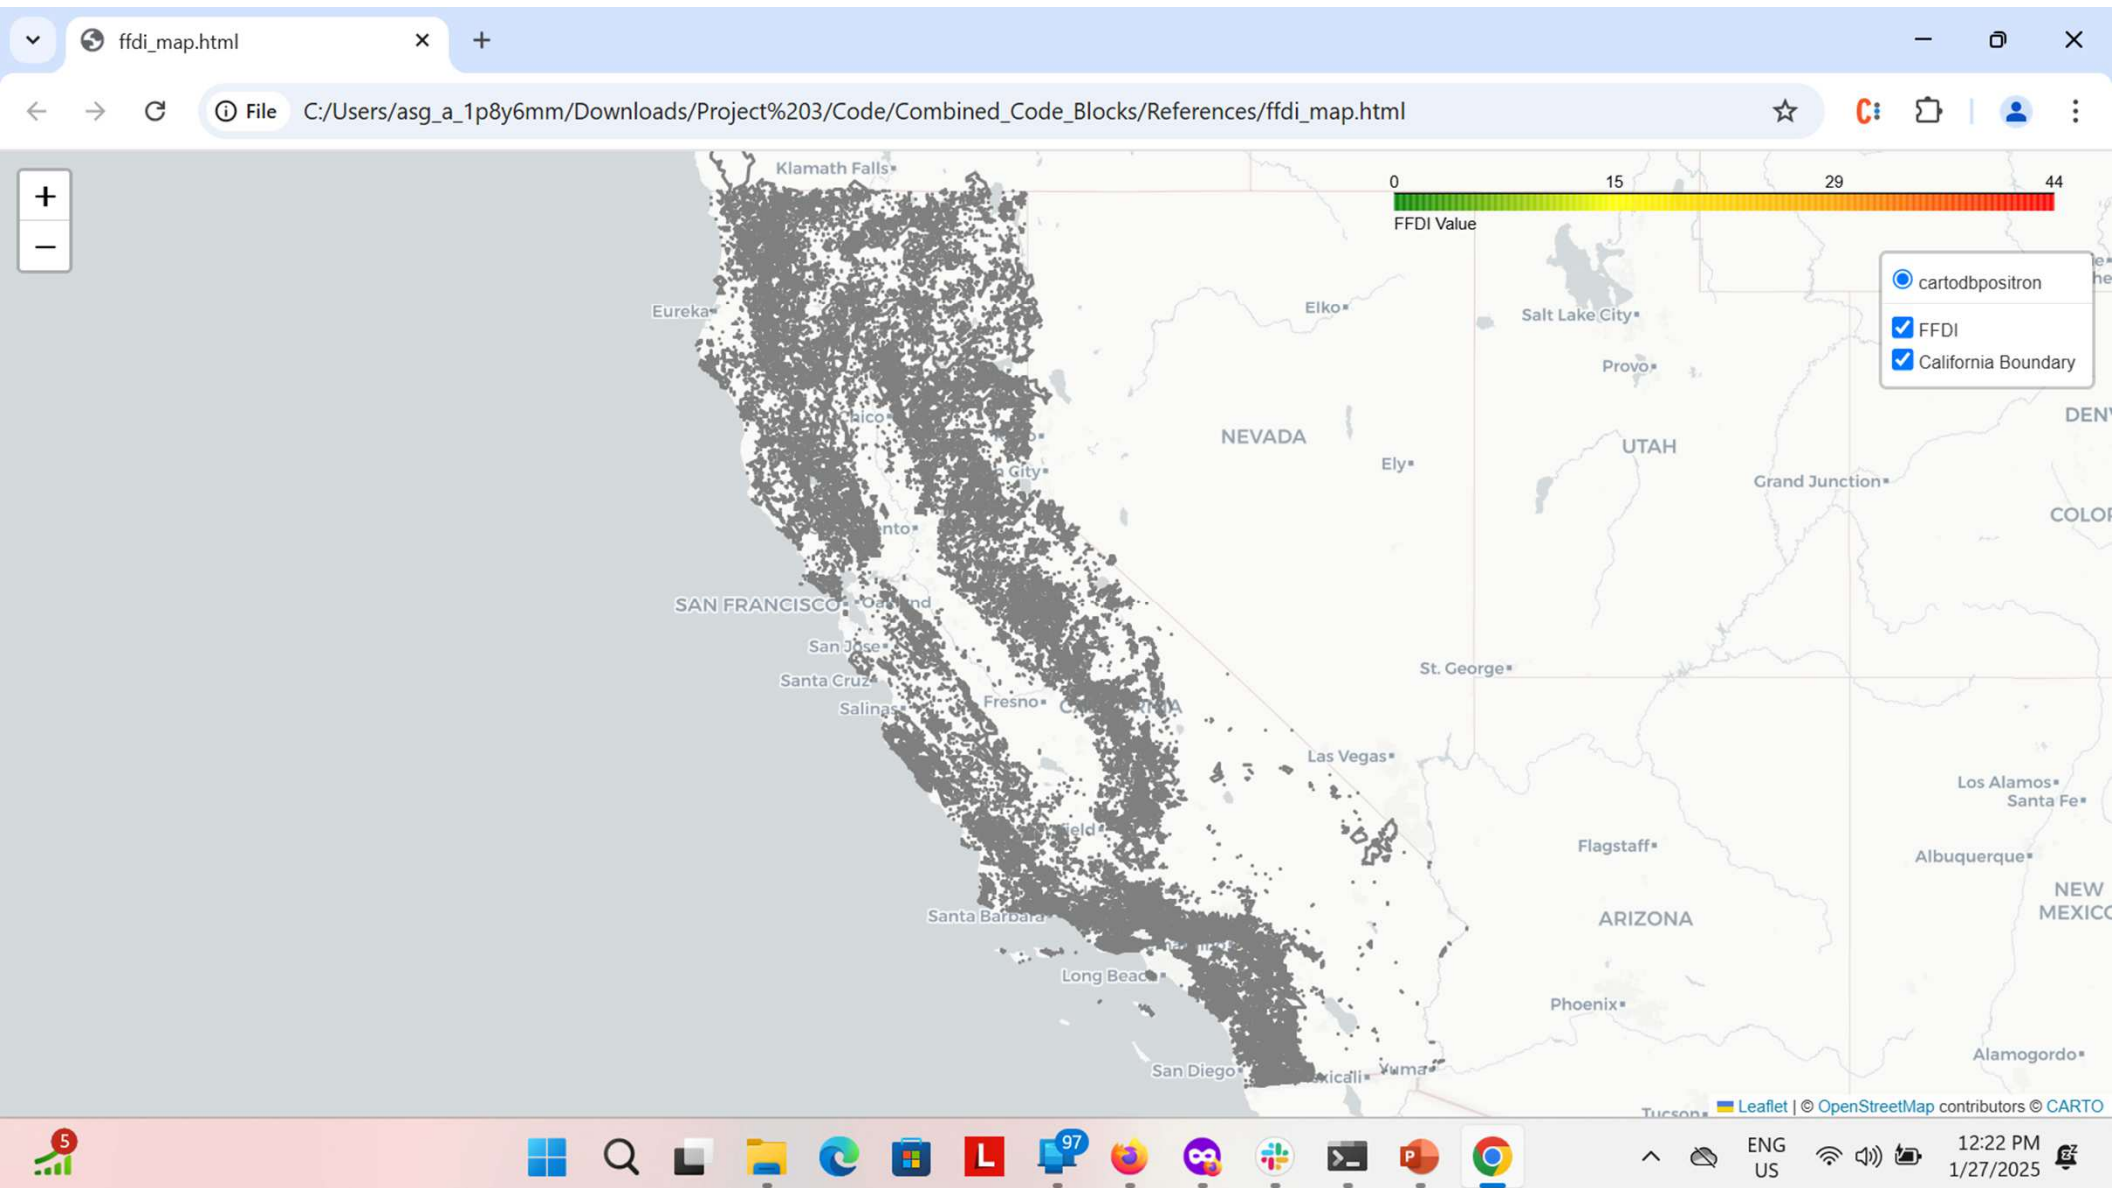 ffdi_map.html
File
C:/Users/asg_a_1p8y6mm/Downloads/Project%203/Code/Combined_Code_Blocks/References/ffdi_map.html
+
−
Klamath Falls
0 15 29 44
FFDI Value
cartodbpositron
FFDI
California Boundary
Eureka
Elko
Salt Lake City
Provo
NEVADA
UTAH
Ely
City
Grand Junction
SAN FRANCISCO
San Jose
Santa Cruz
Salinas
Fresno
St. George
Las Vegas
Los Alamos
Santa Fe
Flagstaff
Albuquerque
NEW
ARIZONA
Santa Barbara
Long Beach
Phoenix
San Diego
Yuma
Alamogordo
Tucson
Leaflet | © OpenStreetMap contributors © CARTO
5
L
97
P
ENG
US
12:22 PM
1/27/2025